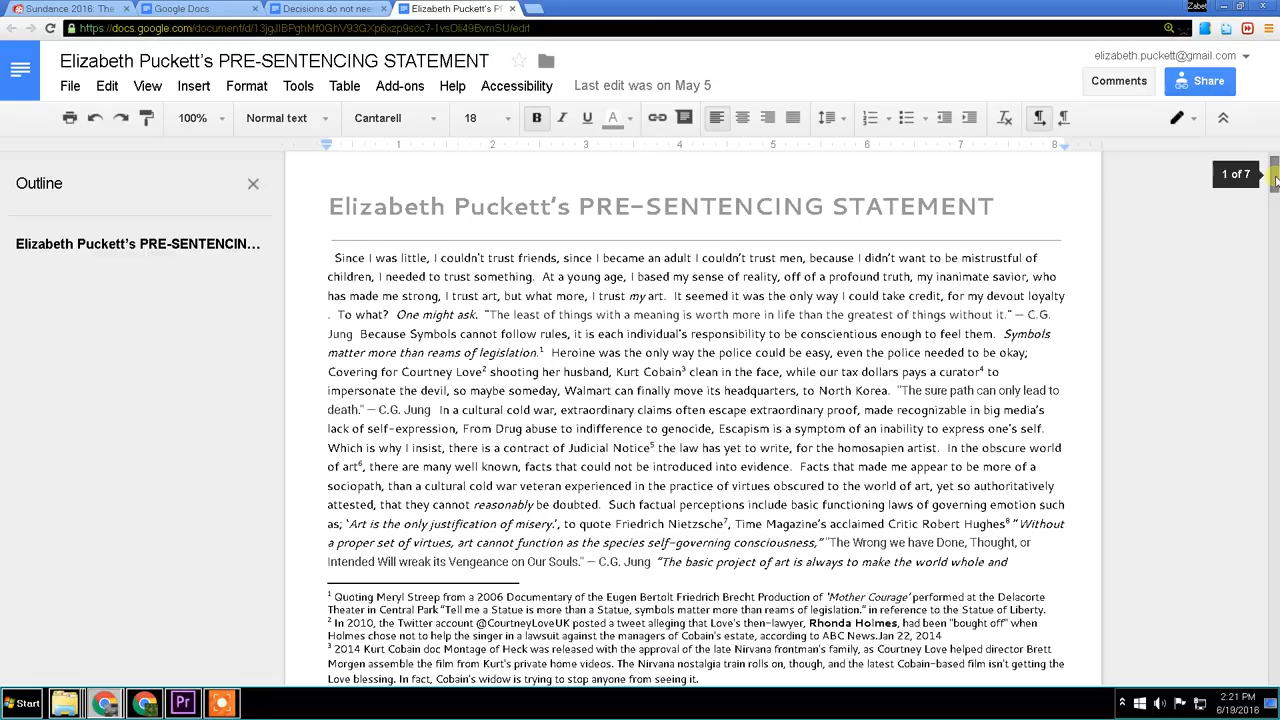 Sundance 2016: The
Google Docs
Decisions do not nee
Elizabeth Puckett's P
Zabet
https://docs.google.com/document/d/
/edit
Elizabeth Puckett's PRE-SENTENCING STATEMENT
elizabeth.puckett@gmail.com
File Edit View Insert Format Tools Table Add-ons Help Accessibility Last edit was on May 5
Comments Share
100% Normal text Cantarell 18 B I U A
1 2 3 4 5 6 7 8
Outline
1 of 7
Elizabeth Puckett's PRE-SENTENCIN...
Elizabeth Puckett's PRE-SENTENCING STATEMENT
Since I was little, I couldn't trust friends, since I became an adult I couldn't trust men, because I didn't want to be mistrustful of
children, I needed to trust something. At a young age, I based my sense of reality, off of a profound truth, my inanimate savior, who
has made me strong, I trust art, but what more, I trust my art. It seemed it was the only way I could take credit, for my devout loyalty
. To what? One might ask. "The least of things with a meaning is worth more in life than the greatest of things without it." — C.G.
Jung Because Symbols cannot follow rules, it is each individual's responsibility to be conscientious enough to feel them. Symbols
matter more than reams of legislation.¹ Heroine was the only way the police could be easy, even the police needed to be okay;
Covering for Courtney Love² shooting her husband, Kurt Cobain³ clean in the face, while our tax dollars pays a curator⁴ to
impersonate the devil, so maybe someday, Walmart can finally move its headquarters, to North Korea. "The sure path can only lead to
death." — C.G. Jung In a cultural cold war, extraordinary claims often escape extraordinary proof, made recognizable in big media's
lack of self-expression, From Drug abuse to indifference to genocide, Escapism is a symptom of an inability to express one's self.
Which is why I insist, there is a contract of Judicial Notice⁵ the law has yet to write, for the homosapien artist. In the obscure world
of art⁶, there are many well known, facts that could not be introduced into evidence. Facts that made me appear to be more of a
sociopath, than a cultural cold war veteran experienced in the practice of virtues obscured to the world of art, yet so authoritatively
attested, that they cannot reasonably be doubted. Such factual perceptions include basic functioning laws of governing emotion such
as; 'Art is the only justification of misery.', to quote Friedrich Nietzsche⁷, Time Magazine's acclaimed Critic Robert Hughes⁸ "Without
a proper set of virtues, art cannot function as the species self-governing consciousness," "The Wrong we have Done, Thought, or
Intended Will wreak its Vengeance on Our Souls." — C.G. Jung "The basic project of art is always to make the world whole and
¹ Quoting Meryl Streep from a 2006 Documentary of the Eugen Bertolt Friedrich Brecht Production of 'Mother Courage' performed at the Delacorte
Theater in Central Park "Tell me a Statue is more than a Statue, symbols matter more than reams of legislation." in reference to the Statue of Liberty.
² In 2010, the Twitter account @CourtneyLoveUK posted a tweet alleging that Love's then-lawyer, Rhonda Holmes, had been "bought off" when
Holmes chose not to help the singer in a lawsuit against the managers of Cobain's estate, according to ABC News.Jan 22, 2014
³ 2014 Kurt Cobain doc Montage of Heck was released with the approval of the late Nirvana frontman's family, as Courtney Love helped director Brett
Morgen assemble the film from Kurt's private home videos. The Nirvana nostalgia train rolls on, though, and the latest Cobain-based film isn't getting the
Love blessing. In fact, Cobain's widow is trying to stop anyone from seeing it.
Start
Pr
2:21 PM
6/19/2016